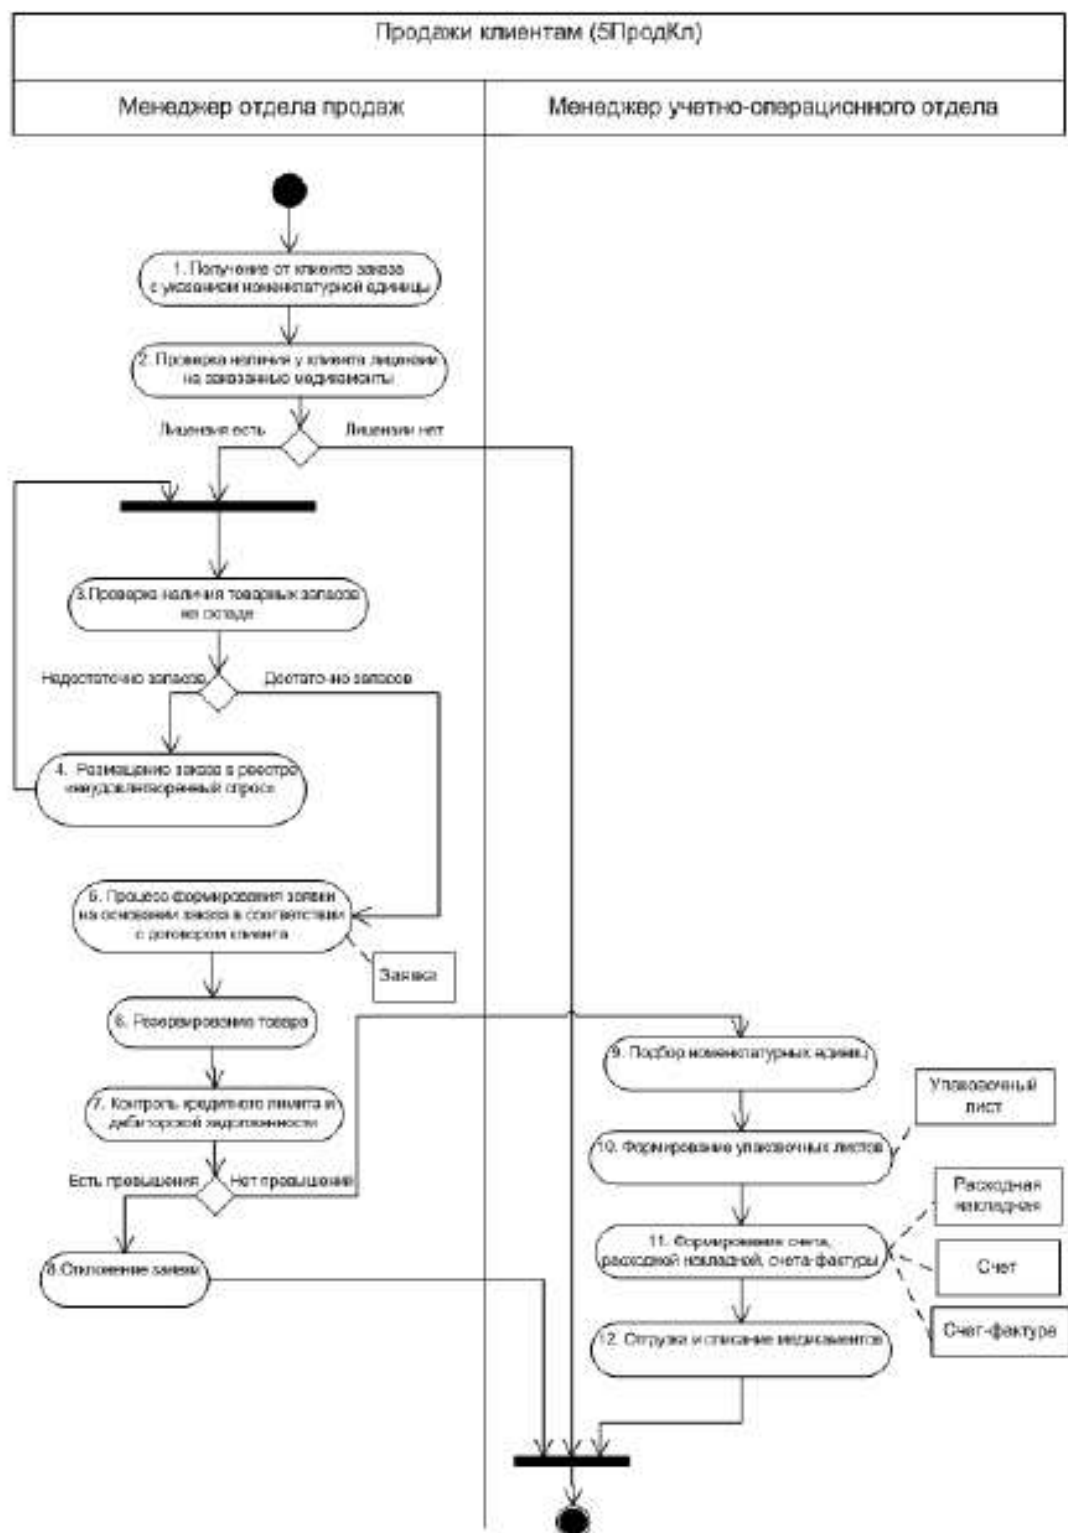 Продажи клиентам (5ПродКл)
Менеджер отдела продаж
Менеджер учетно-операционного отдела
1. Получение от клиента заказа
с указанием номенклатурной единицы
2. Проверка наличия у клиента лицензии
на заказанные медикаменты
Лицензия есть
Лицензии нет
3.Проверка наличия товарных запасов
на складе
Недостаточно запасов
Достаточно запасов
4. Размещение заказа в реестре
неудовлетворенный спрос
5. Процесс формирования заявки
на основании заказа в соответствии
с договором клиента
Заявка
6. Резервирование товара
7. Контроль кредитного лимита и
дебиторской задолженности
Есть превышения
Нет превышений
8.Отклонение заявки
9. Подбор номенклатурных единиц
10. Формирование упаковочных листов
Упаковочный
лист
11. Формирование счета,
расходной накладной, счета-фактуры
Расходная
накладная
Счет
Счет-фактура
12. Отгрузка и списание медикаментов